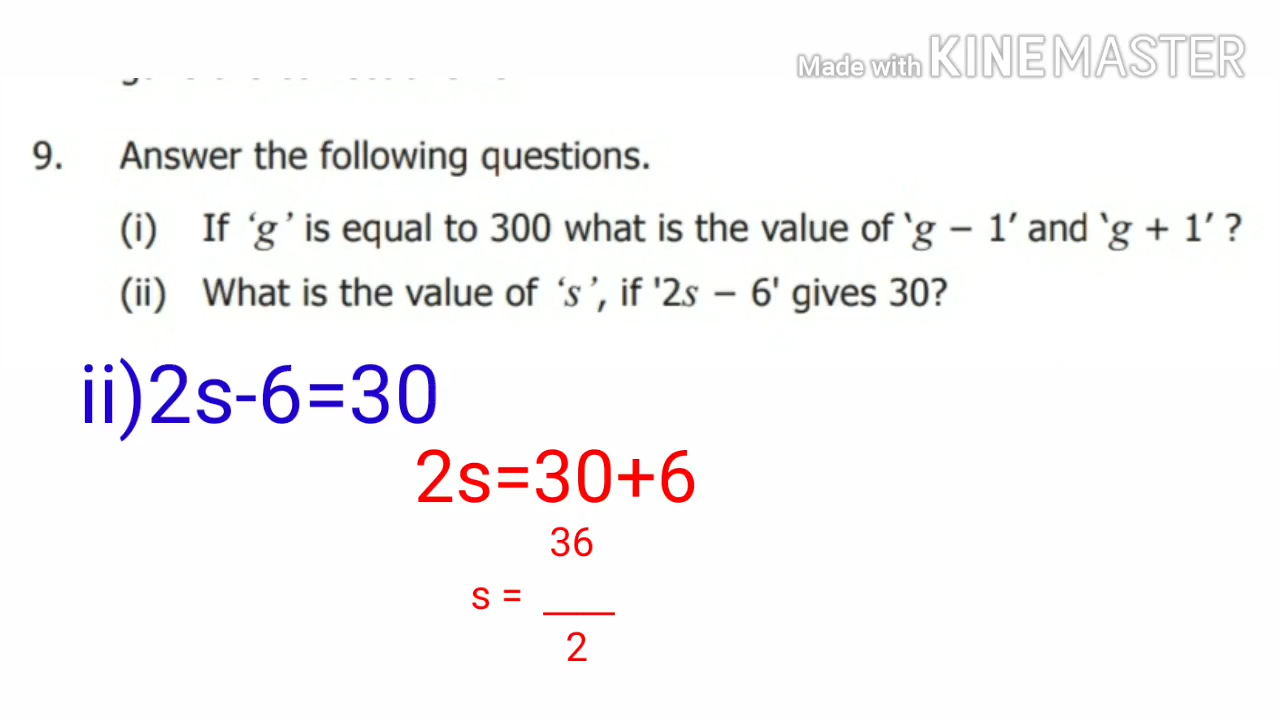 Made with KINEMASTER
9. Answer the following questions.
(i) If ‘g’ is equal to 300 what is the value of ‘g – 1’ and ‘g + 1’ ?
(ii) What is the value of ‘s’, if '2s – 6' gives 30?
ii)2s-6=30
2s=30+6
36
s =
2